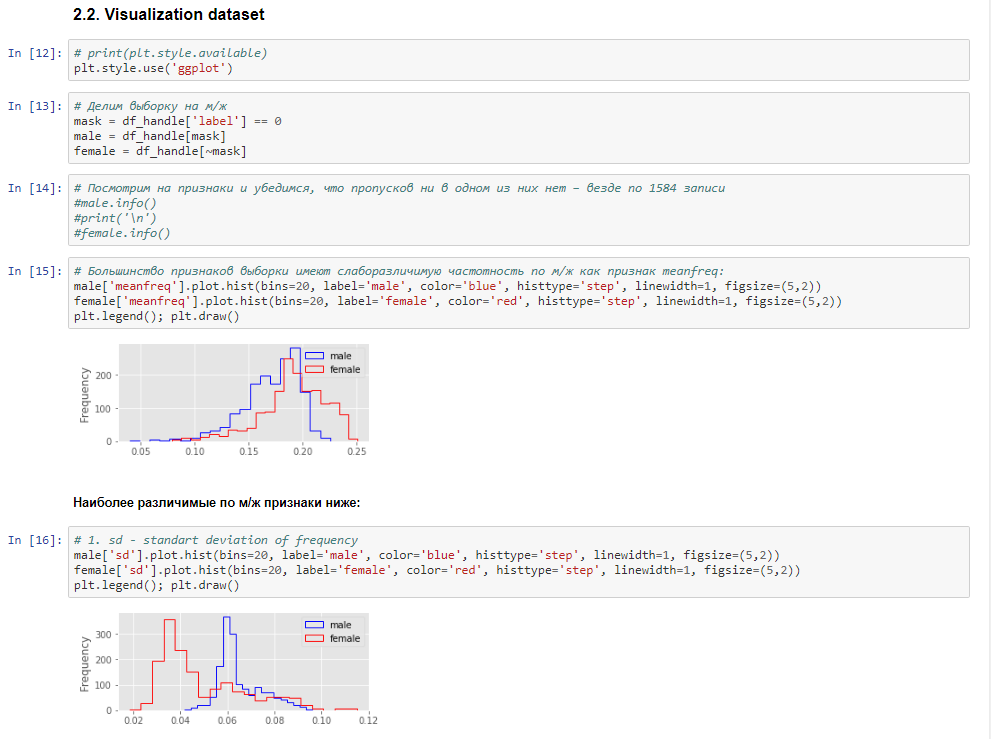 2.2. Visualization dataset
In [12]:
# print(plt.style.available)
plt.style.use('ggplot')
In [13]:
# Делим выборку на м/ж
mask = df_handle['label'] == 0
male = df_handle[mask]
female = df_handle[~mask]
In [14]:
# Посмотрим на признаки и убедимся, что пропусков ни в одном из них нет – везде по 1584 записи
#male.info()
#print('\n')
#female.info()
In [15]:
# Большинство признаков выборки имеют слаборазличимую частотность по м/ж как признак meanfreq:
male['meanfreq'].plot.hist(bins=20, label='male', color='blue', histtype='step', linewidth=1, figsize=(5,2))
female['meanfreq'].plot.hist(bins=20, label='female', color='red', histtype='step', linewidth=1, figsize=(5,2))
plt.legend(); plt.draw()
male
female
Frequency
200
100
0
0.05 0.10 0.15 0.20 0.25
Наиболее различимые по м/ж признаки ниже:
In [16]:
# 1. sd - standart deviation of frequency
male['sd'].plot.hist(bins=20, label='male', color='blue', histtype='step', linewidth=1, figsize=(5,2))
female['sd'].plot.hist(bins=20, label='female', color='red', histtype='step', linewidth=1, figsize=(5,2))
plt.legend(); plt.draw()
male
female
Frequency
300
200
100
0
0.02 0.04 0.06 0.08 0.10 0.12